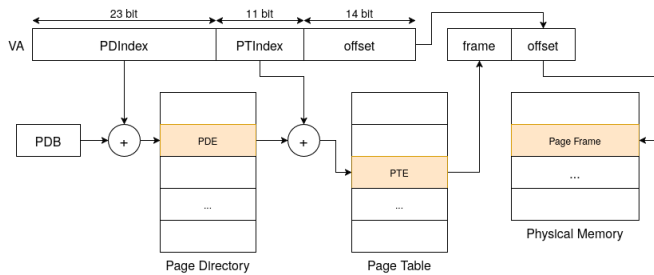 23 bit
11 bit
14 bit
VA
PDIndex
PTIndex
offset
frame
offset
PDB
+
PDE
+
Page Frame
PTE
...
...
...
Physical Memory
Page Directory
Page Table